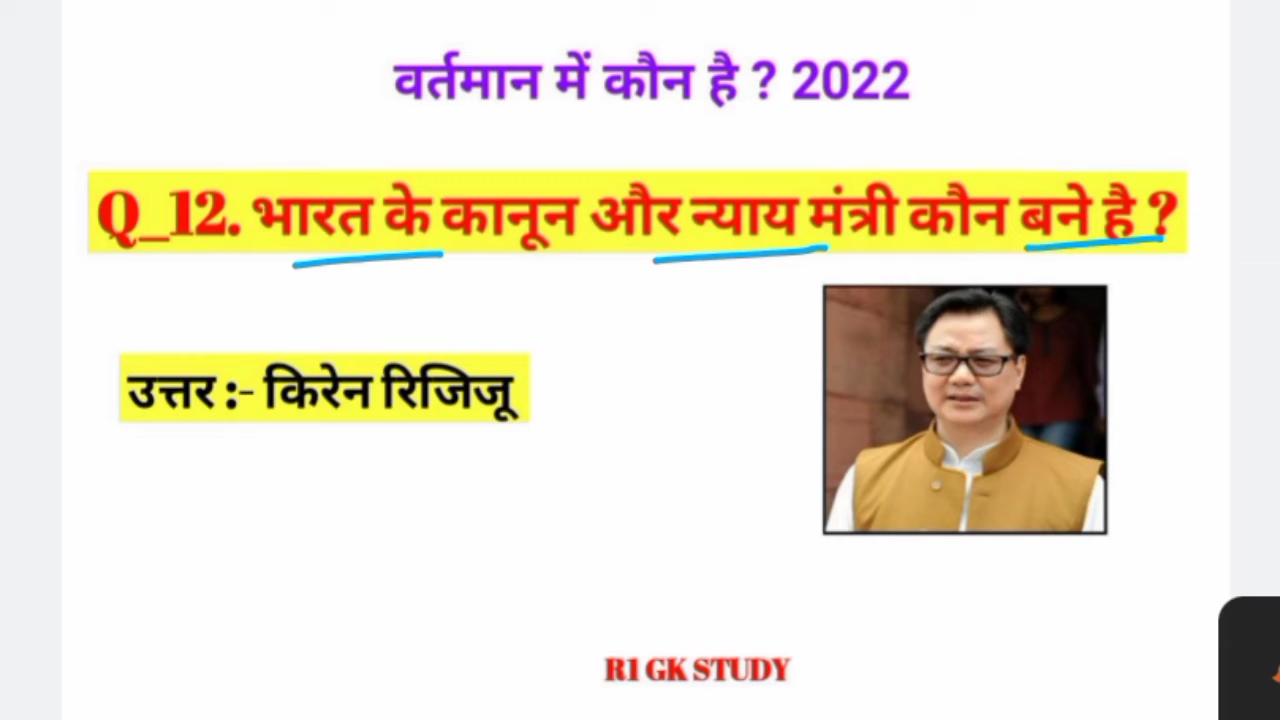 वर्तमान में कौन है ? 2022
Q_12. भारत के कानून और न्याय मंत्री कौन बने है ?
उत्तर :- किरेन रिजिजू
R1 GK STUDY